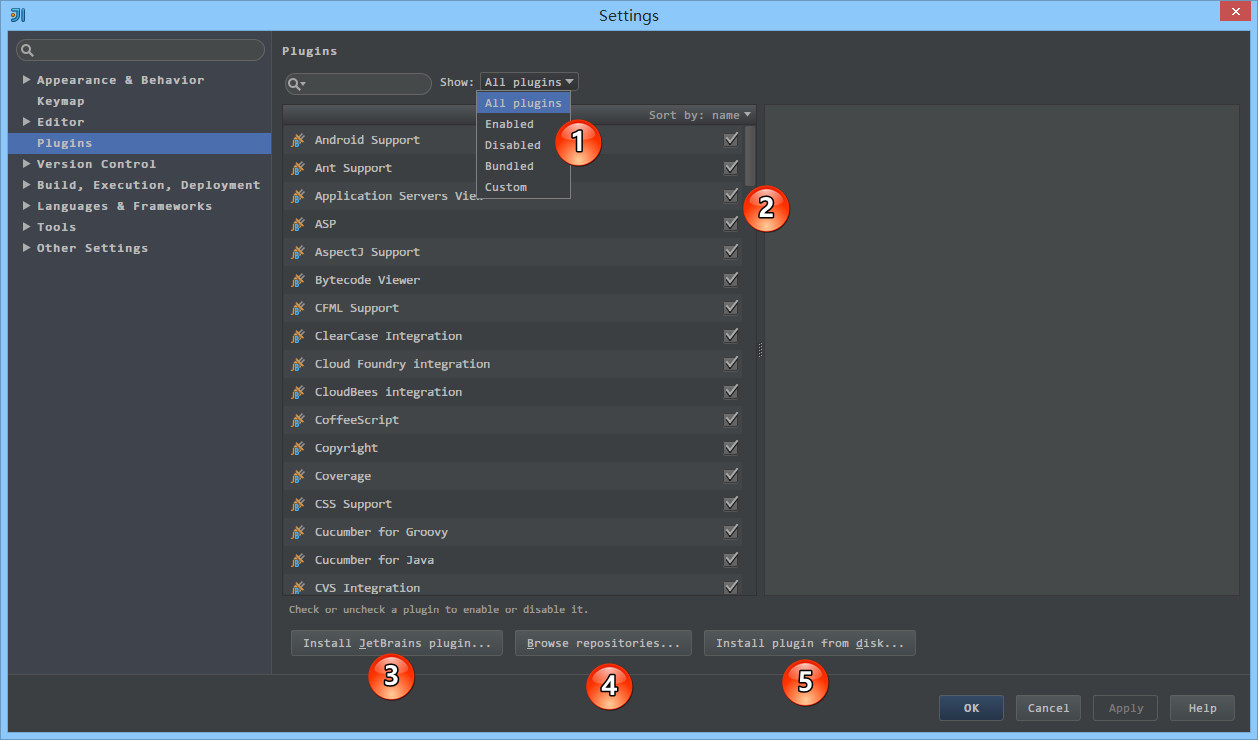 Settings
Plugins
Appearance & Behavior
Keymap
Editor
Plugins
Version Control
Build, Execution, Deployment
Languages & Frameworks
Tools
Other Settings
Show: All plugins
All plugins
Enabled
Disabled
Bundled
Custom
1
Sort by: name
Android Support
Ant Support
Application Servers View
2
ASP
AspectJ Support
Bytecode Viewer
CFML Support
ClearCase Integration
Cloud Foundry integration
CloudBees integration
CoffeeScript
Copyright
Coverage
CSS Support
Cucumber for Groovy
Cucumber for Java
CVS Integration
Check or uncheck a plugin to enable or disable it.
Install JetBrains plugin... Browse repositories... Install plugin from disk...
3 4 5
OK Cancel Apply Help